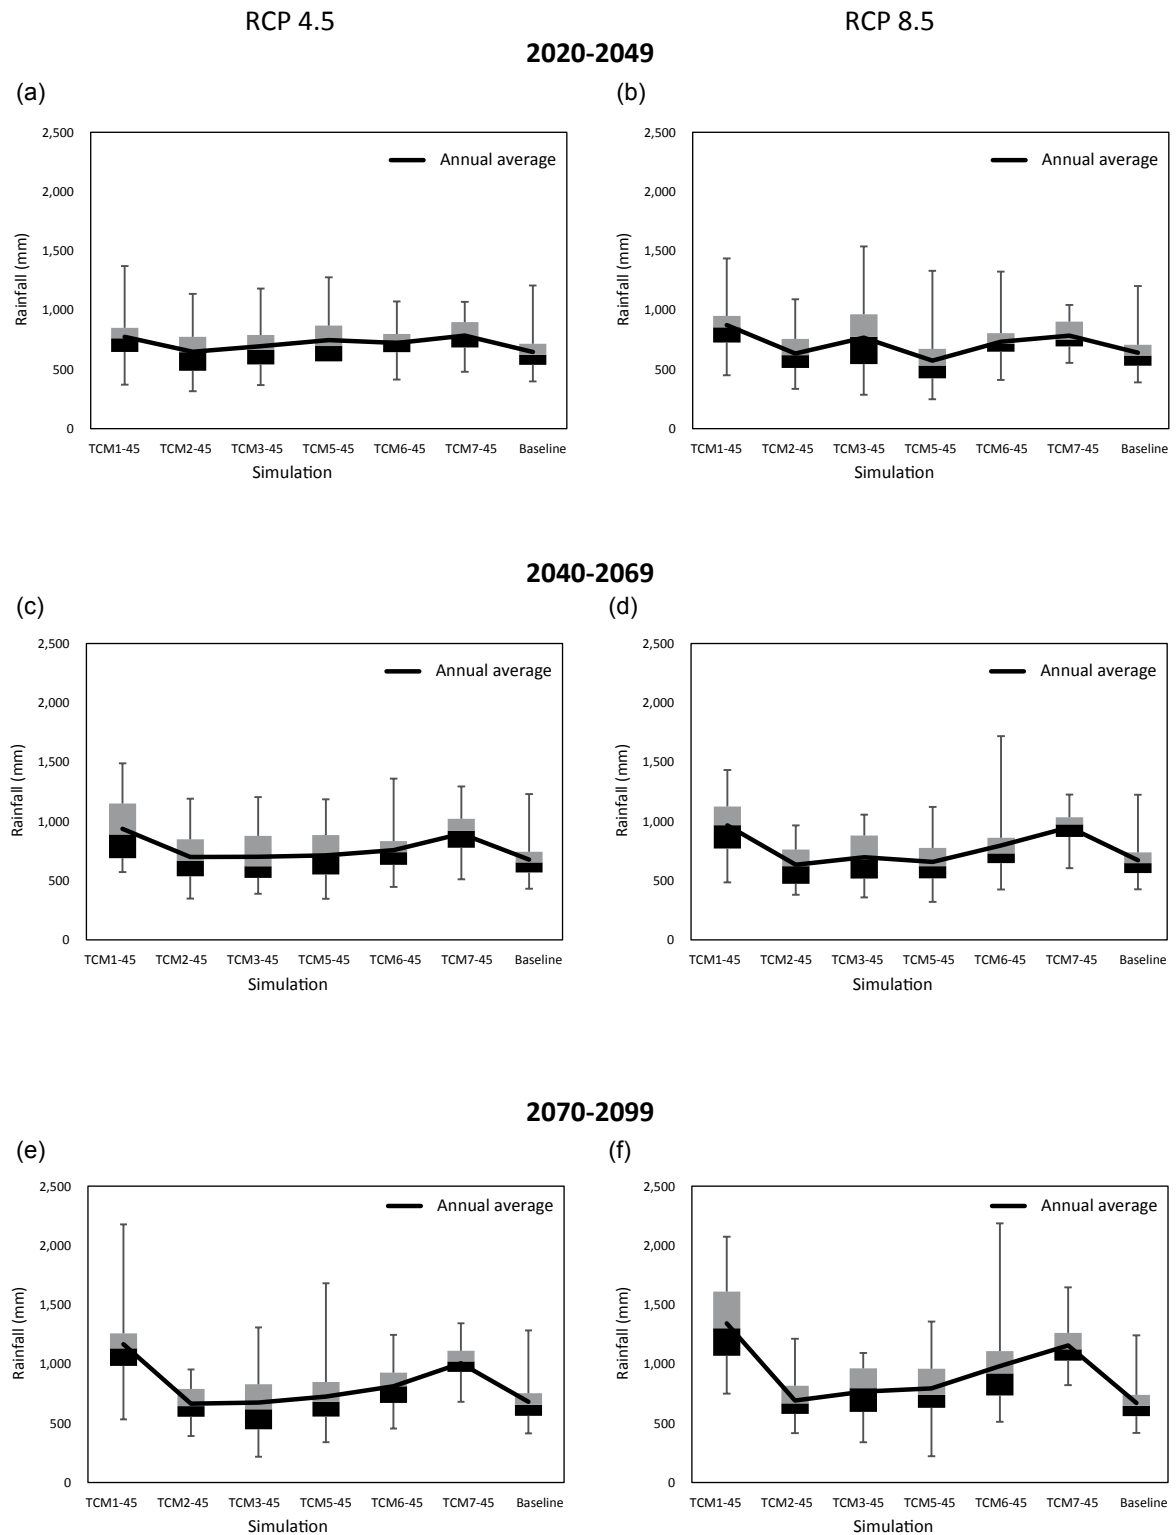 RCP 4.5
RCP 8.5
2020-2049
(a)
(b)
2,500
2,000
1,500
1,000
500
0
Rainfall (mm)
Annual average
TCM1-45 TCM2-45 TCM3-45 TCM5-45 TCM6-45 TCM7-45 Baseline
Simulation
2,500
2,000
1,500
1,000
500
0
Rainfall (mm)
Annual average
TCM1-45 TCM2-45 TCM3-45 TCM5-45 TCM6-45 TCM7-45 Baseline
Simulation
2040-2069
(c)
(d)
2,500
2,000
1,500
1,000
500
0
Rainfall (mm)
Annual average
TCM1-45 TCM2-45 TCM3-45 TCM5-45 TCM6-45 TCM7-45 Baseline
Simulation
2,500
2,000
1,500
1,000
500
0
Rainfall (mm)
Annual average
TCM1-45 TCM2-45 TCM3-45 TCM5-45 TCM6-45 TCM7-45 Baseline
Simulation
2070-2099
(e)
(f)
2,500
2,000
1,500
1,000
500
0
Rainfall (mm)
Annual average
TCM1-45 TCM2-45 TCM3-45 TCM5-45 TCM6-45 TCM7-45 Baseline
Simulation
2,500
2,000
1,500
1,000
500
0
Rainfall (mm)
Annual average
TCM1-45 TCM2-45 TCM3-45 TCM5-45 TCM6-45 TCM7-45 Baseline
Simulation